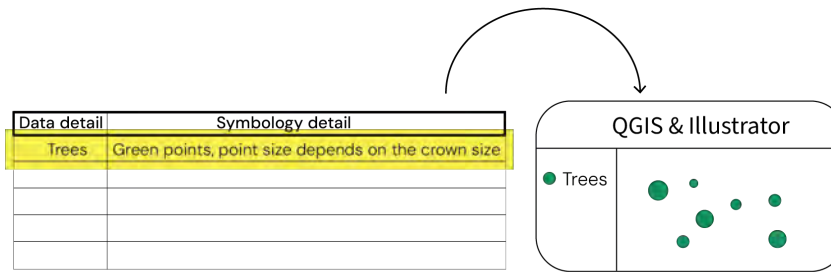 Data detail Symbology detail
Trees Green points, point size depends on the crown size
QGIS & Illustrator
Trees